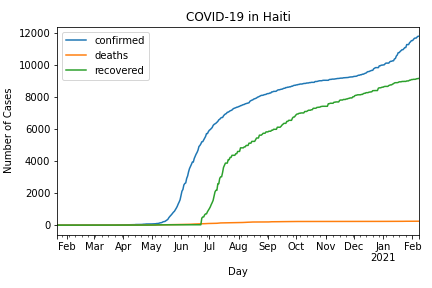 COVID-19 in Haiti
12000
10000
8000
6000
4000
2000
0
Number of Cases
confirmed
deaths
recovered
Feb Mar Apr May Jun Jul Aug Sep Oct Nov Dec Jan Feb
2021
Day